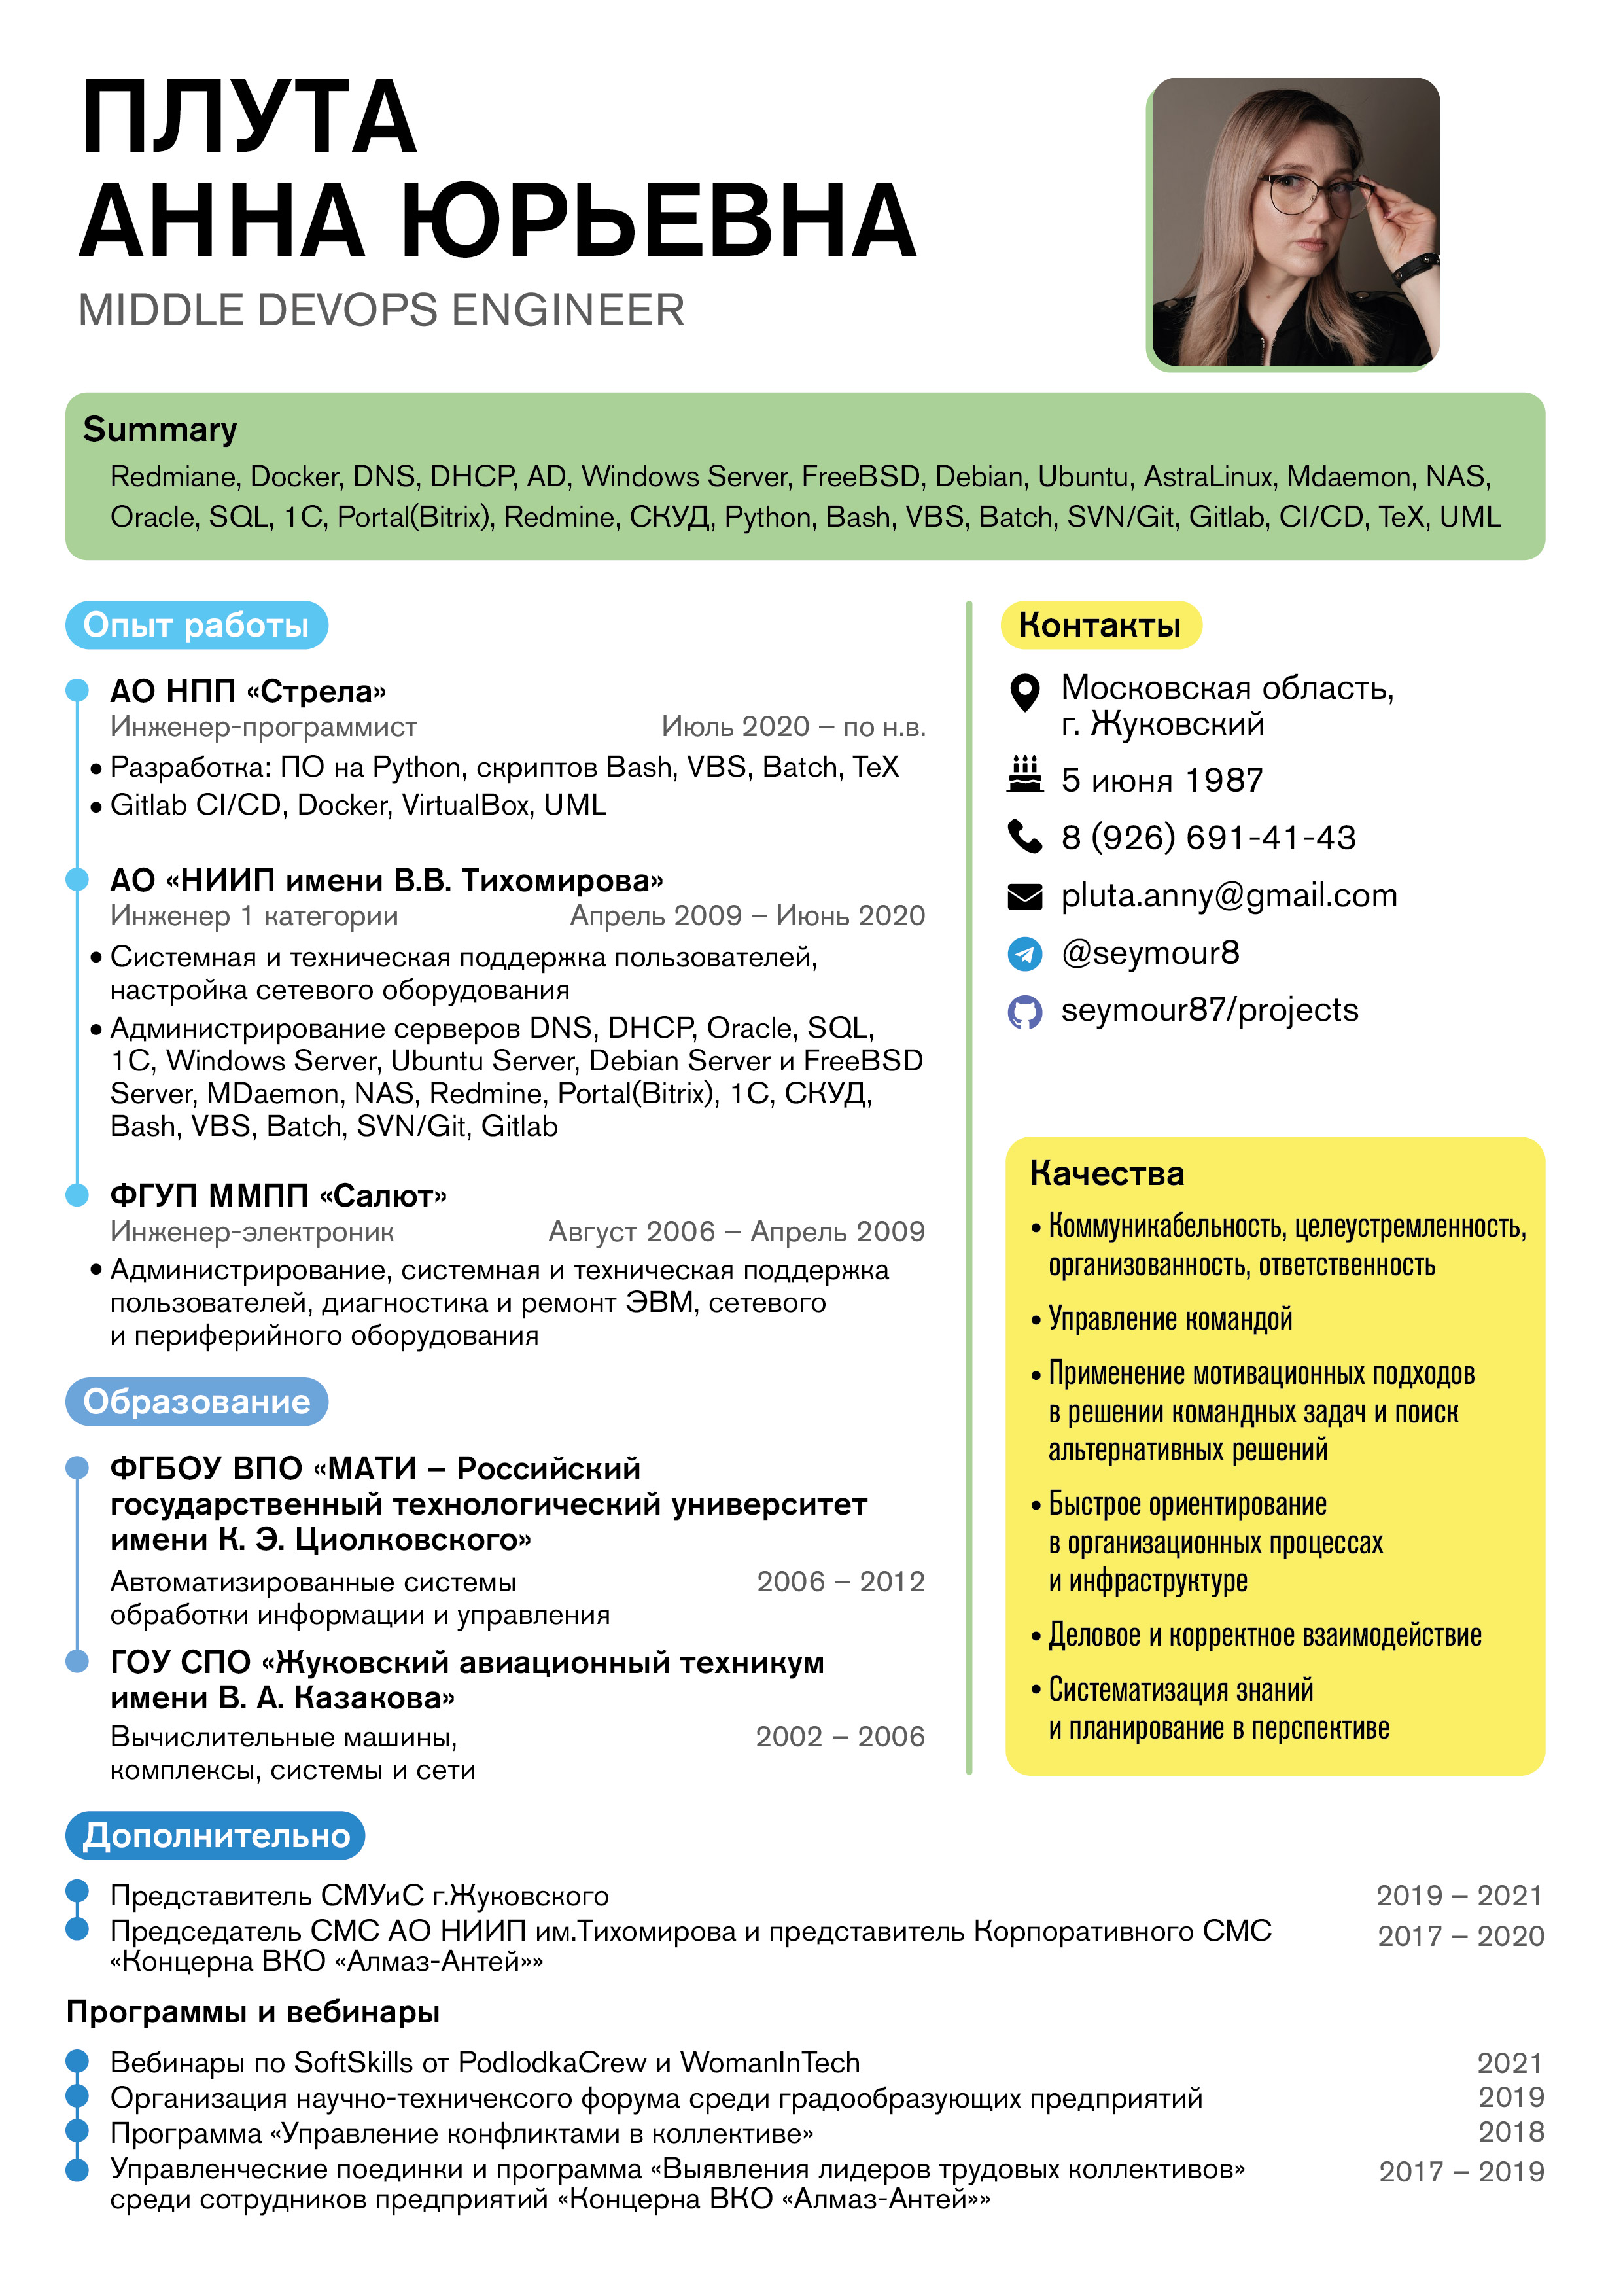 ПЛУТА
АННА ЮРЬЕВНА
MIDDLE DEVOPS ENGINEER
Summary
Redmiane, Docker, DNS, DHCP, AD, Windows Server, FreeBSD, Debian, Ubuntu, AstraLinux, Mdaemon, NAS,
Oracle, SQL, 1C, Portal(Bitrix), Redmine, СКУД, Python, Bash, VBS, Batch, SVN/Git, Gitlab, CI/CD, TeX, UML
Опыт работы
АО НПП «Стрела»
Инженер-программист Июль 2020 – по н.в.
• Разработка: ПО на Python, скриптов Bash, VBS, Batch, TeX
• Gitlab CI/CD, Docker, VirtualBox, UML
АО «НИИП имени В.В. Тихомирова»
Инженер 1 категории Апрель 2009 – Июнь 2020
• Системная и техническая поддержка пользователей,
настройка сетевого оборудования
• Администрирование серверов DNS, DHCP, Oracle, SQL,
1C, Windows Server, Ubuntu Server, Debian Server и FreeBSD
Server, MDaemon, NAS, Redmine, Portal(Bitrix), 1C, СКУД,
Bash, VBS, Batch, SVN/Git, Gitlab
ФГУП ММПП «Салют»
Инженер-электроник Август 2006 – Апрель 2009
• Администрирование, системная и техническая поддержка
пользователей, диагностика и ремонт ЭВМ, сетевого
и периферийного оборудования
Образование
ФГБОУ ВПО «МАТИ – Российский
государственный технологический университет
имени К. Э. Циолковского»
Автоматизированные системы 2006 – 2012
обработки информации и управления
ГОУ СПО «Жуковский авиационный техникум
имени В. А. Казакова»
Вычислительные машины, 2002 – 2006
комплексы, системы и сети
Контакты
Московская область,
г. Жуковский
5 июня 1987
8 (926) 691-41-43
pluta.anny@gmail.com
@seymour8
seymour87/projects
Качества
• Коммуникабельность, целеустремленность,
организованность, ответственность
• Управление командой
• Применение мотивационных подходов
в решении командных задач и поиск
альтернативных решений
• Быстрое ориентирование
в организационных процессах
и инфраструктуре
• Деловое и корректное взаимодействие
• Систематизация знаний
и планирование в перспективе
Дополнительно
Представитель СМУиС г.Жуковского 2019 – 2021
Председатель СМС АО НИИП им.Тихомирова и представитель Корпоративного СМС 2017 – 2020
«Концерна ВКО «Алмаз-Антей»»
Программы и вебинары
Вебинары по SoftSkills от PodlodkaCrew и WomanInTech 2021
Организация научно-техничексого форума среди градообразующих предприятий 2019
Программа «Управление конфликтами в коллективе» 2018
Управленческие поединки и программа «Выявления лидеров трудовых коллективов» 2017 – 2019
среди сотрудников предприятий «Концерна ВКО «Алмаз-Антей»»